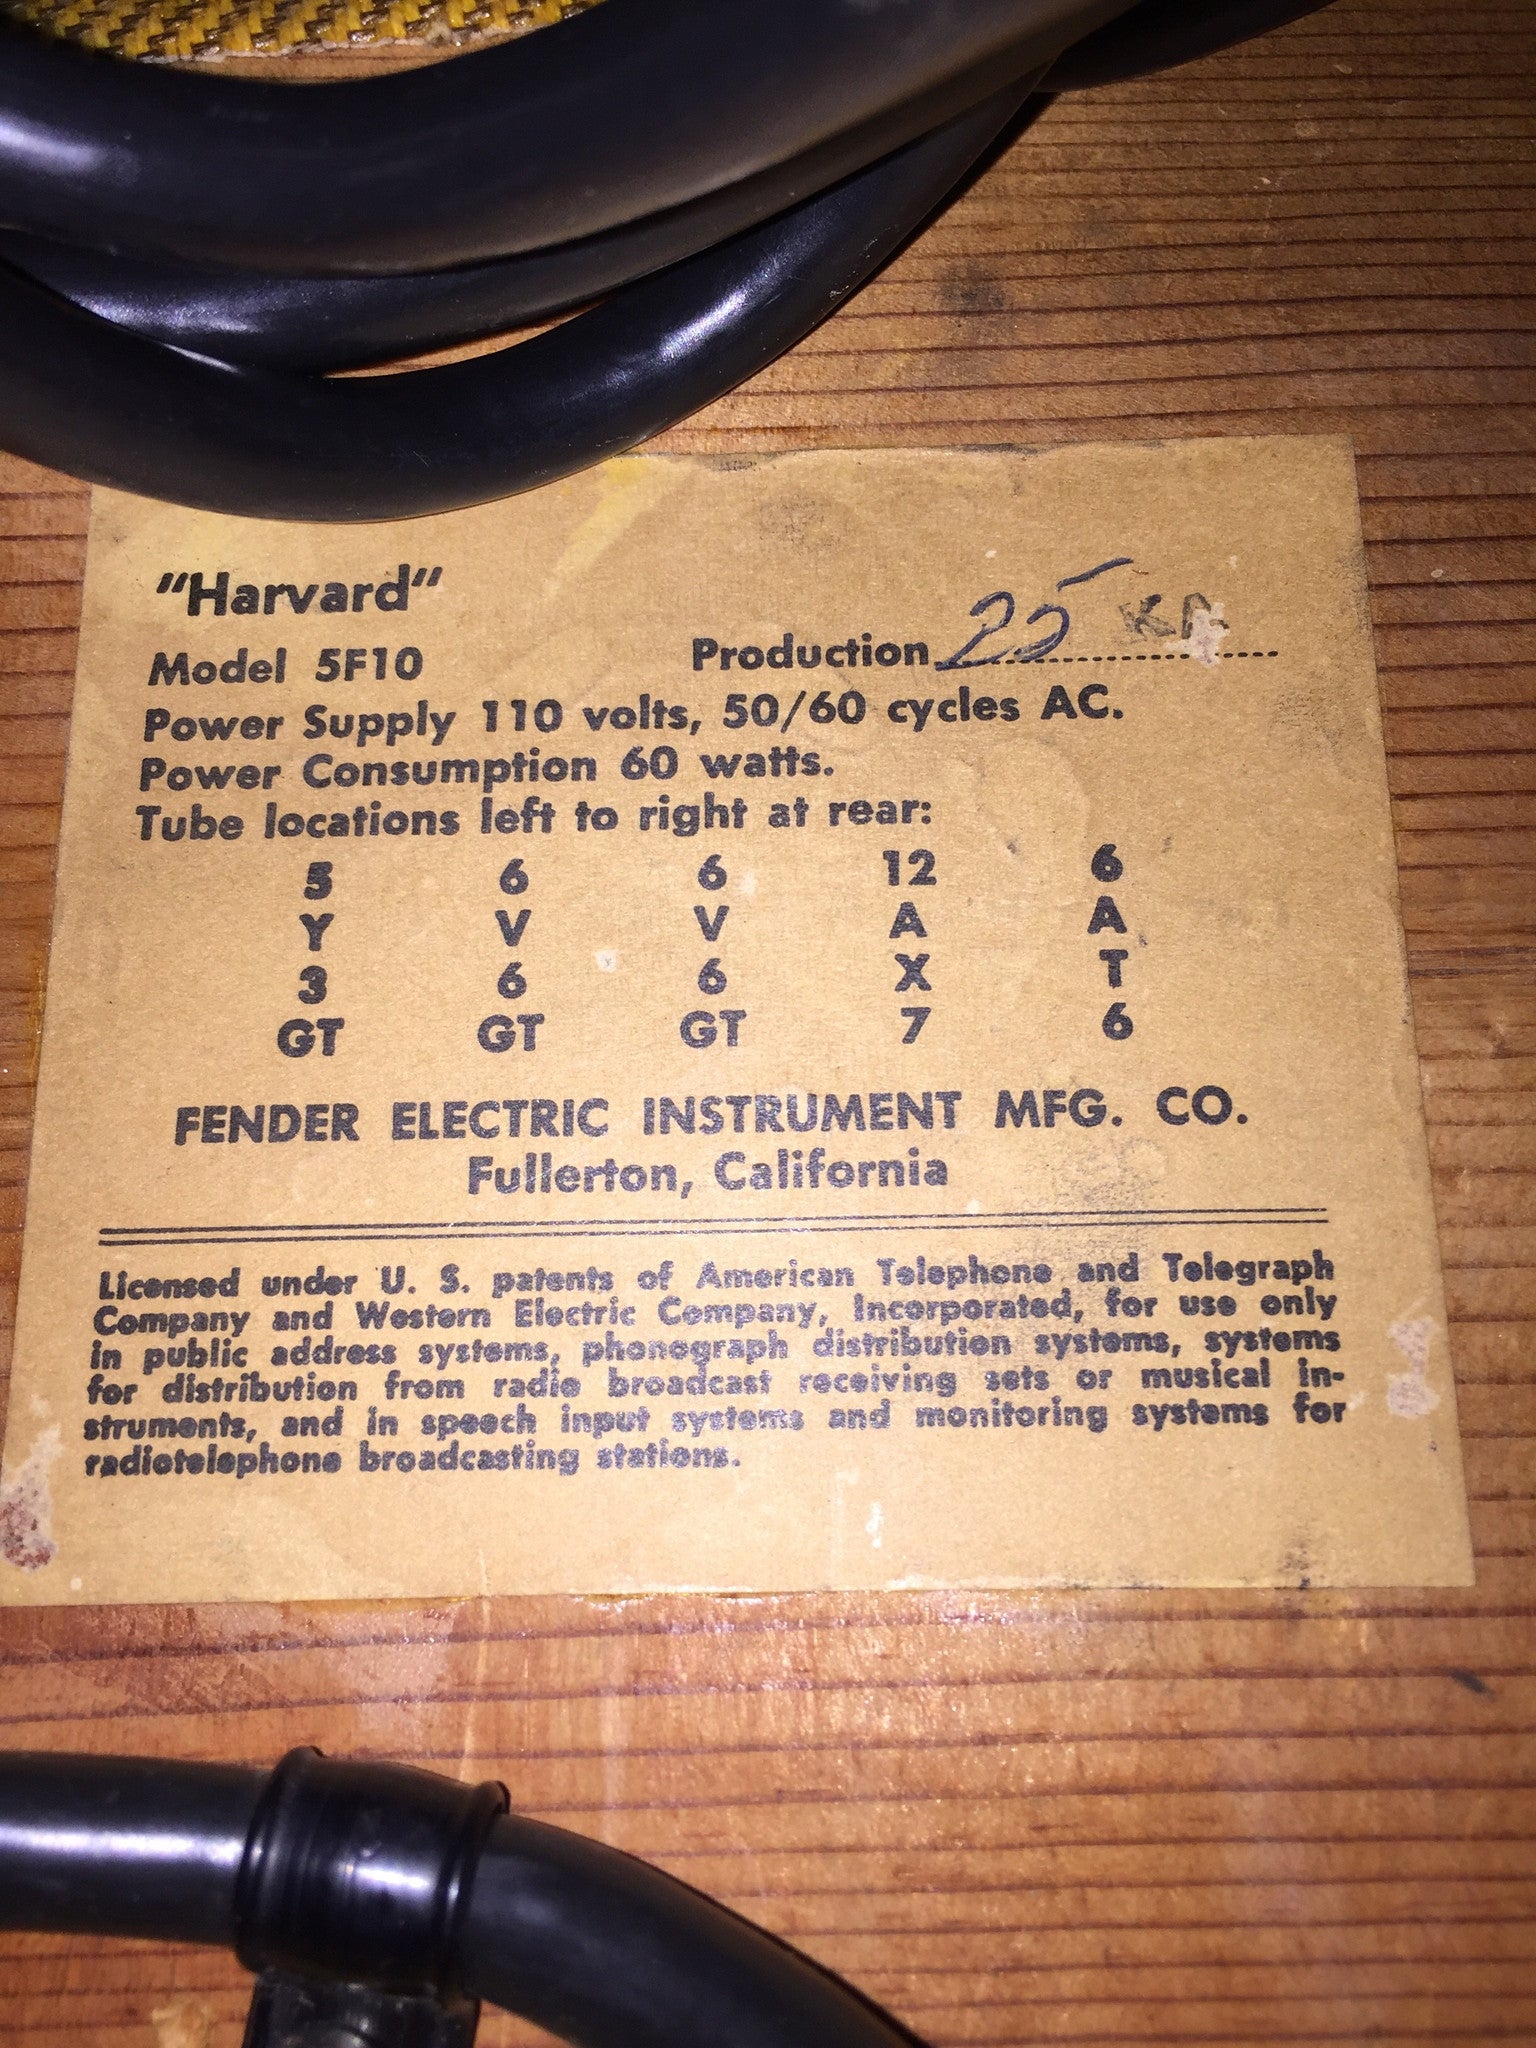 "Harvard"
Model 5F10 Production 25 KA
Power Supply 110 volts, 50/60 cycles AC.
Power Consumption 60 watts.
Tube locations left to right at rear:
5 6 6 12 6
Y V V A A
3 6 6 X T
GT GT GT 7 6
FENDER ELECTRIC INSTRUMENT MFG. CO.
Fullerton, California
Licensed under U. S. patents of American Telephone and Telegraph
Company and Western Electric Company, Incorporated, for use only
in public address systems, phonograph distribution systems, systems
for distribution from radio broadcast receiving sets or musical in-
struments, and in speech input systems and monitoring systems for
radiotelephone broadcasting stations.